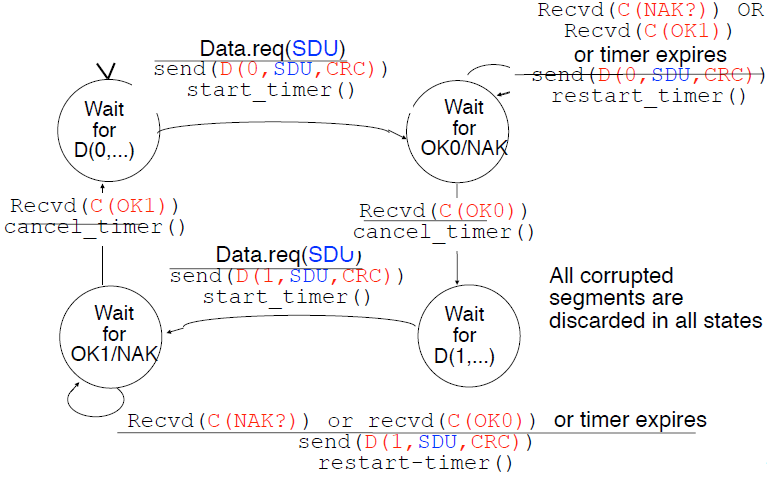 Recvd(C(NAK?)) OR
Recvd(C(OK1))
or timer expires
send(D(0,SDU,CRC))
restart_timer()
Data.req(SDU)
send(D(0,SDU,CRC))
start_timer()
Wait
for
D(0,...)
Wait
for
OK0/NAK
Recvd(C(OK1))
cancel_timer()
Recvd(C(OK0))
cancel_timer()
Data.req(SDU)
send(D(1,SDU,CRC))
start_timer()
All corrupted
segments are
discarded in all states
Wait
for
OK1/NAK
Wait
for
D(1,...)
Recvd(C(NAK?)) or recvd(C(OK0)) or timer expires
send(D(1,SDU,CRC))
restart-timer()